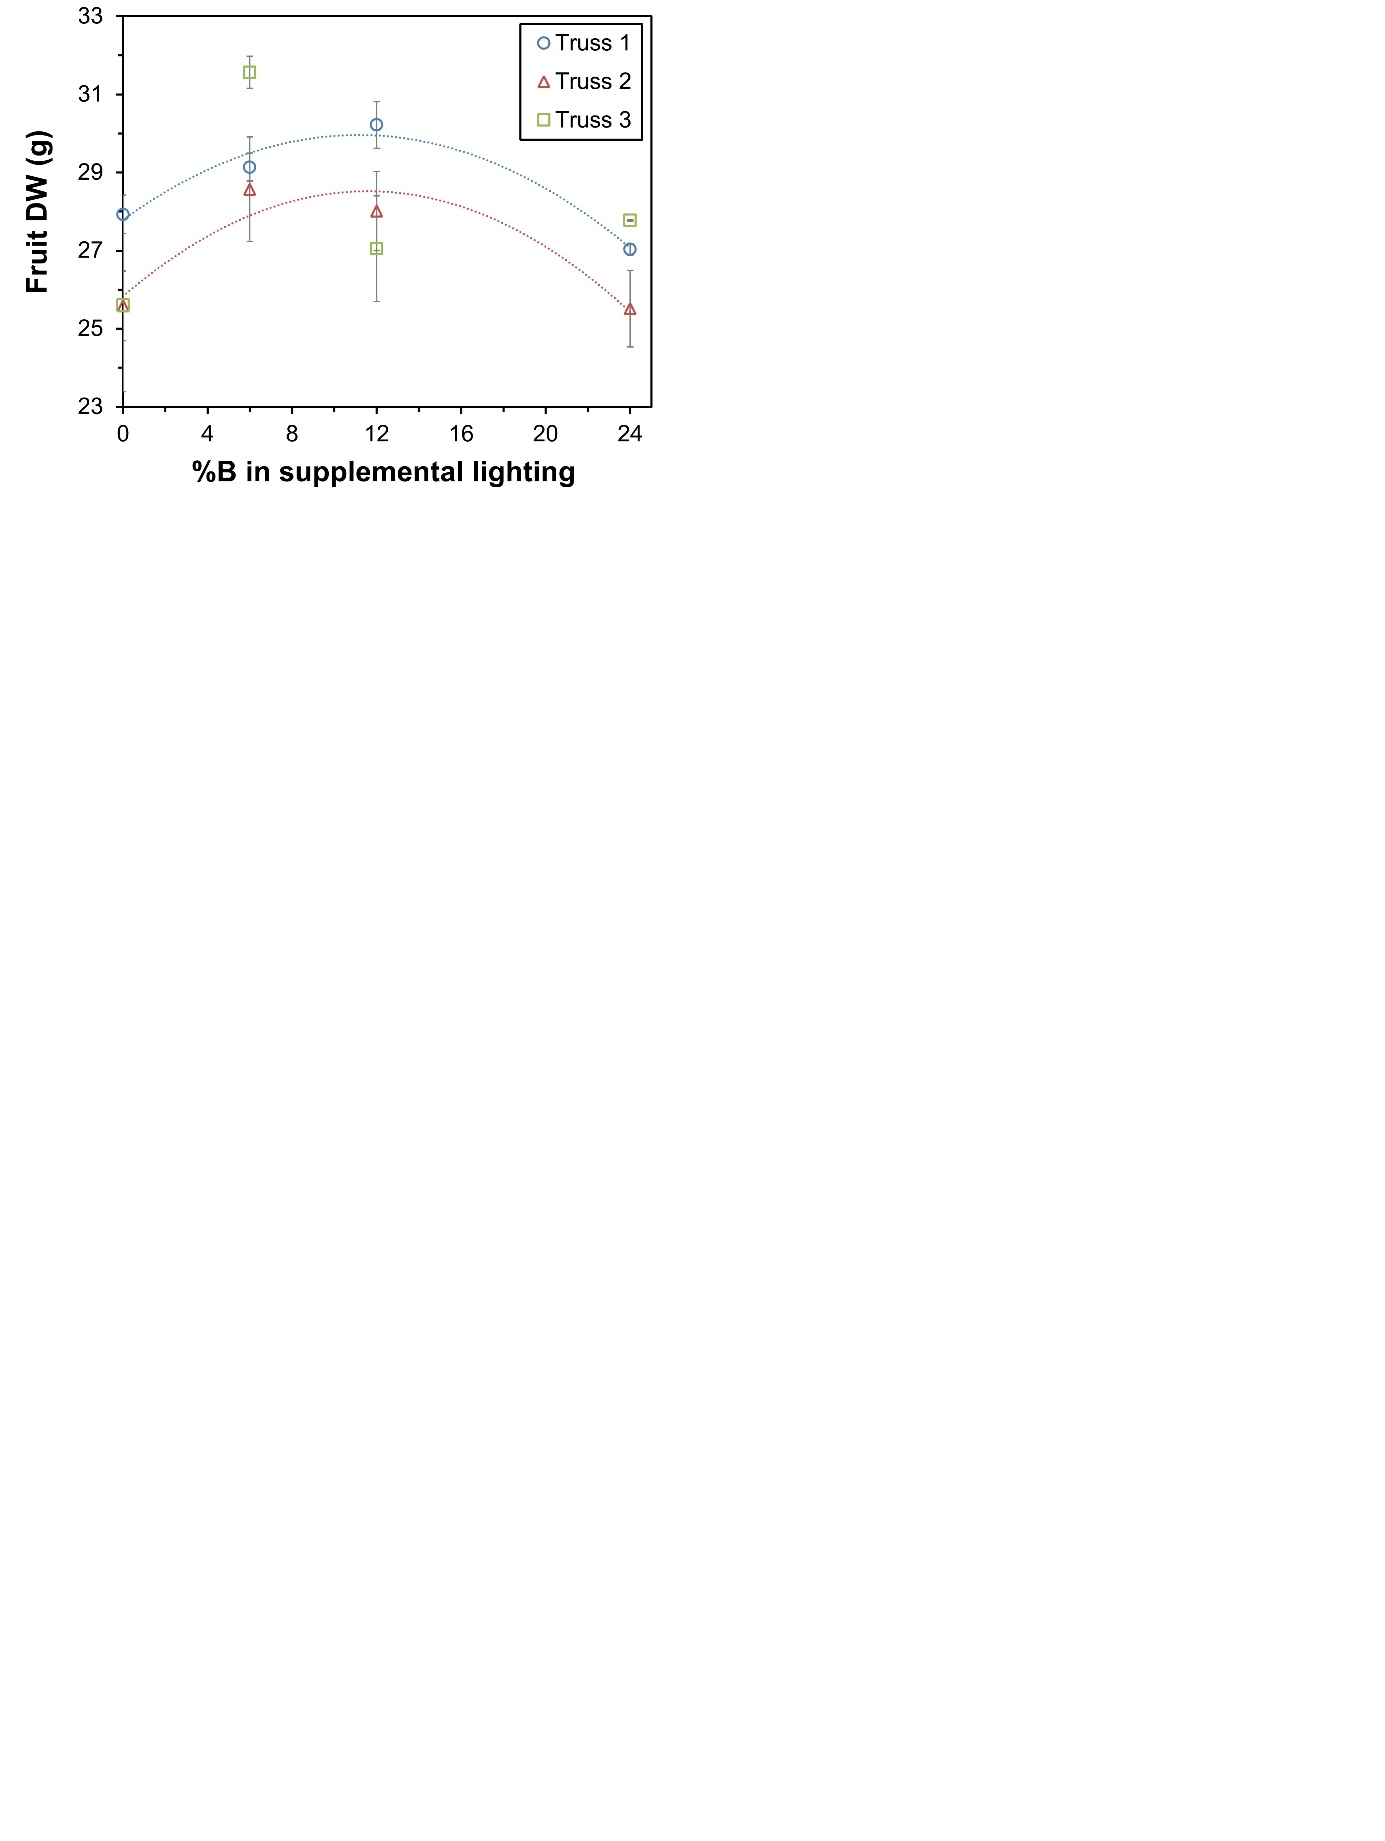 33
31
29
27
25
23
Fruit DW (g)
Truss 1
Truss 2
Truss 3
0 4 8 12 16 20 24
%B in supplemental lighting